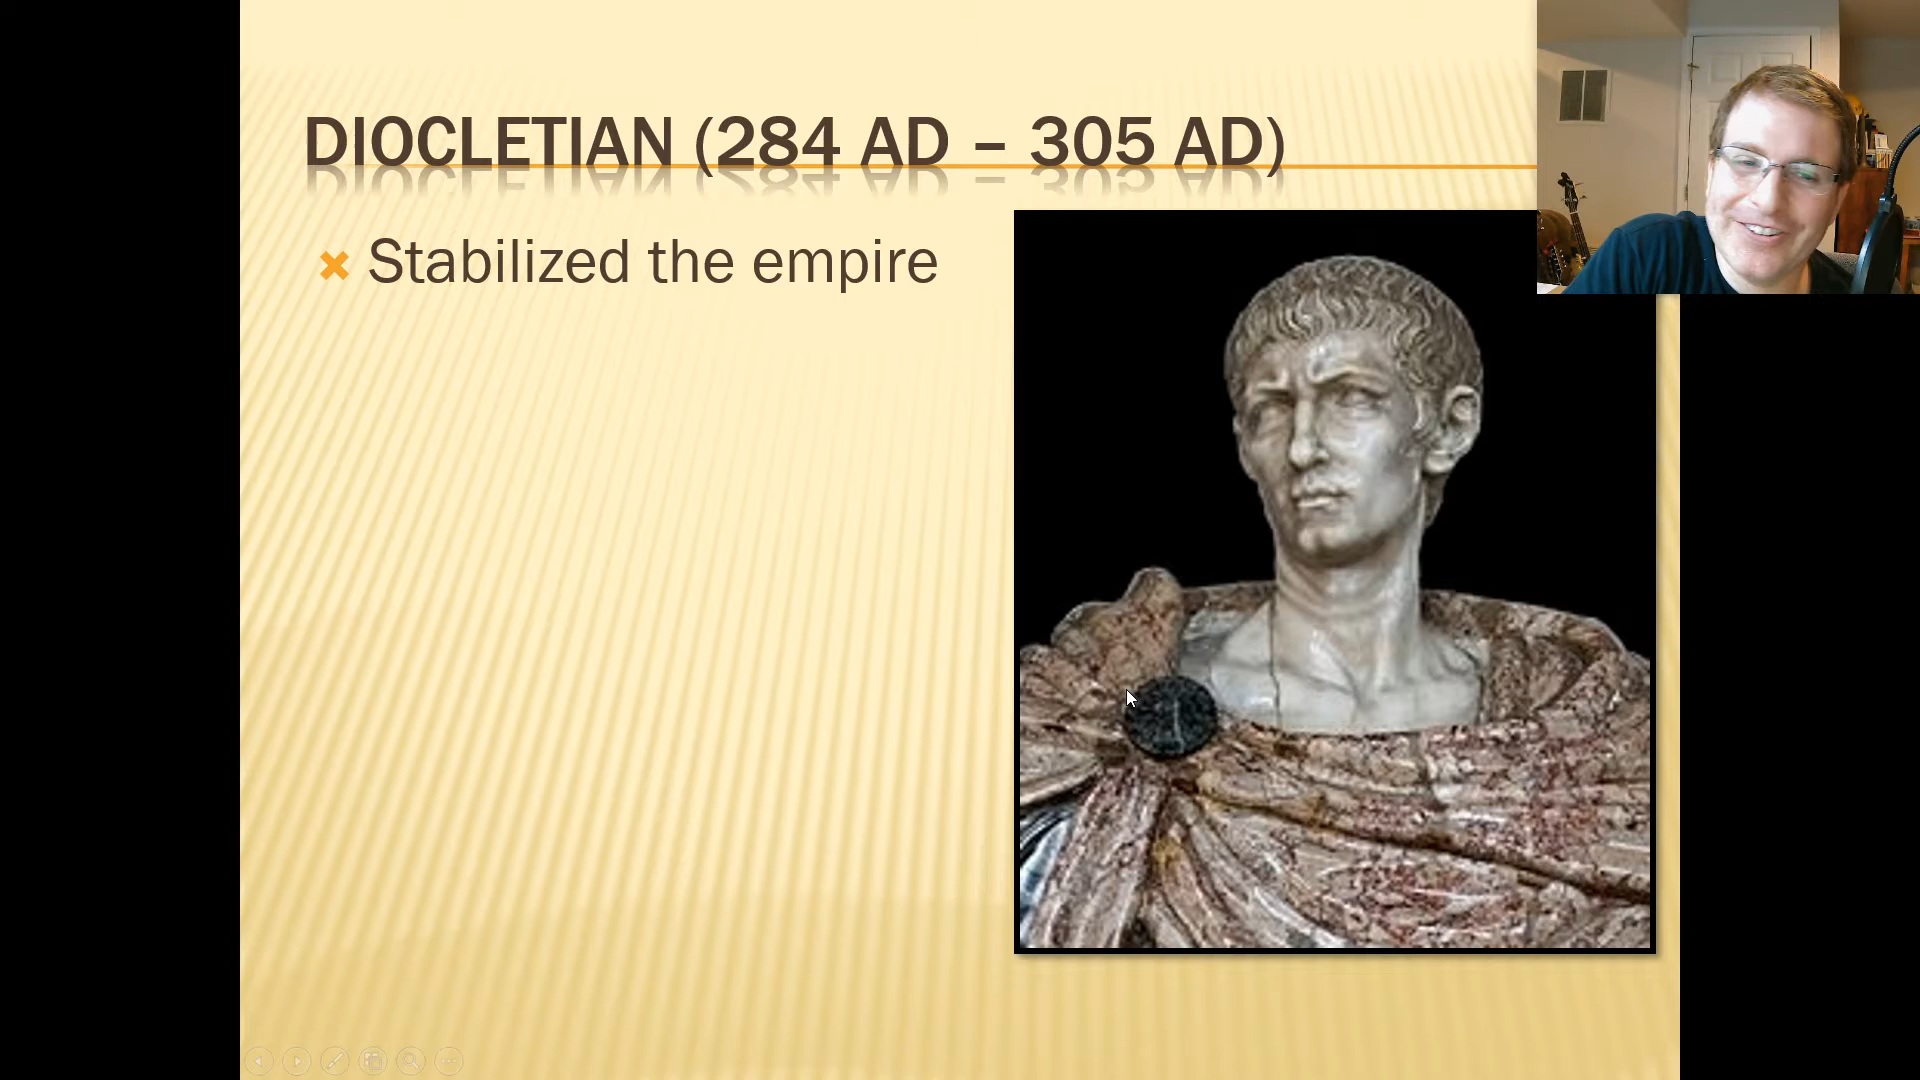 DIOCLETIAN (284 AD – 305 AD)
Stabilized the empire